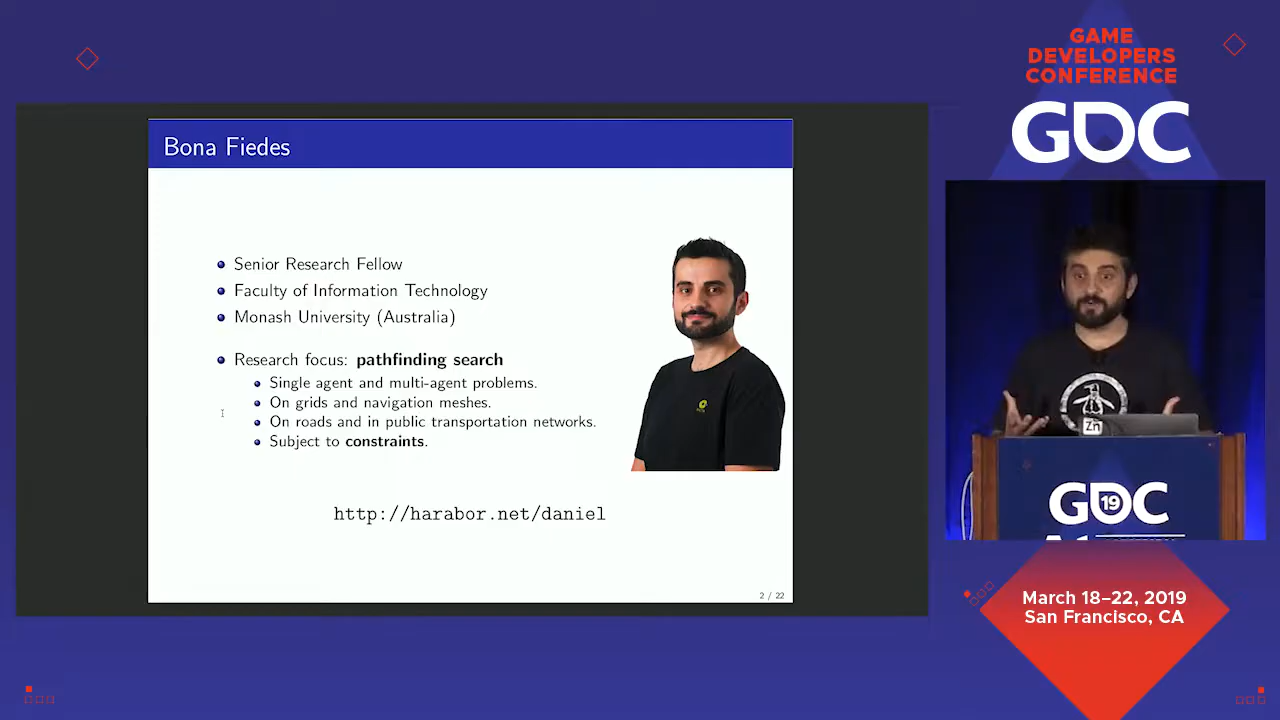 GAME
DEVELOPERS
CONFERENCE
GDC
Bona Fiedes
Senior Research Fellow
Faculty of Information Technology
Monash University (Australia)
Research focus: pathfinding search
Single agent and multi-agent problems.
On grids and navigation meshes.
On roads and in public transportation networks.
Subject to constraints.
http://harabor.net/daniel
2 / 22
Zn
GDC
19
March 18–22, 2019
San Francisco, CA